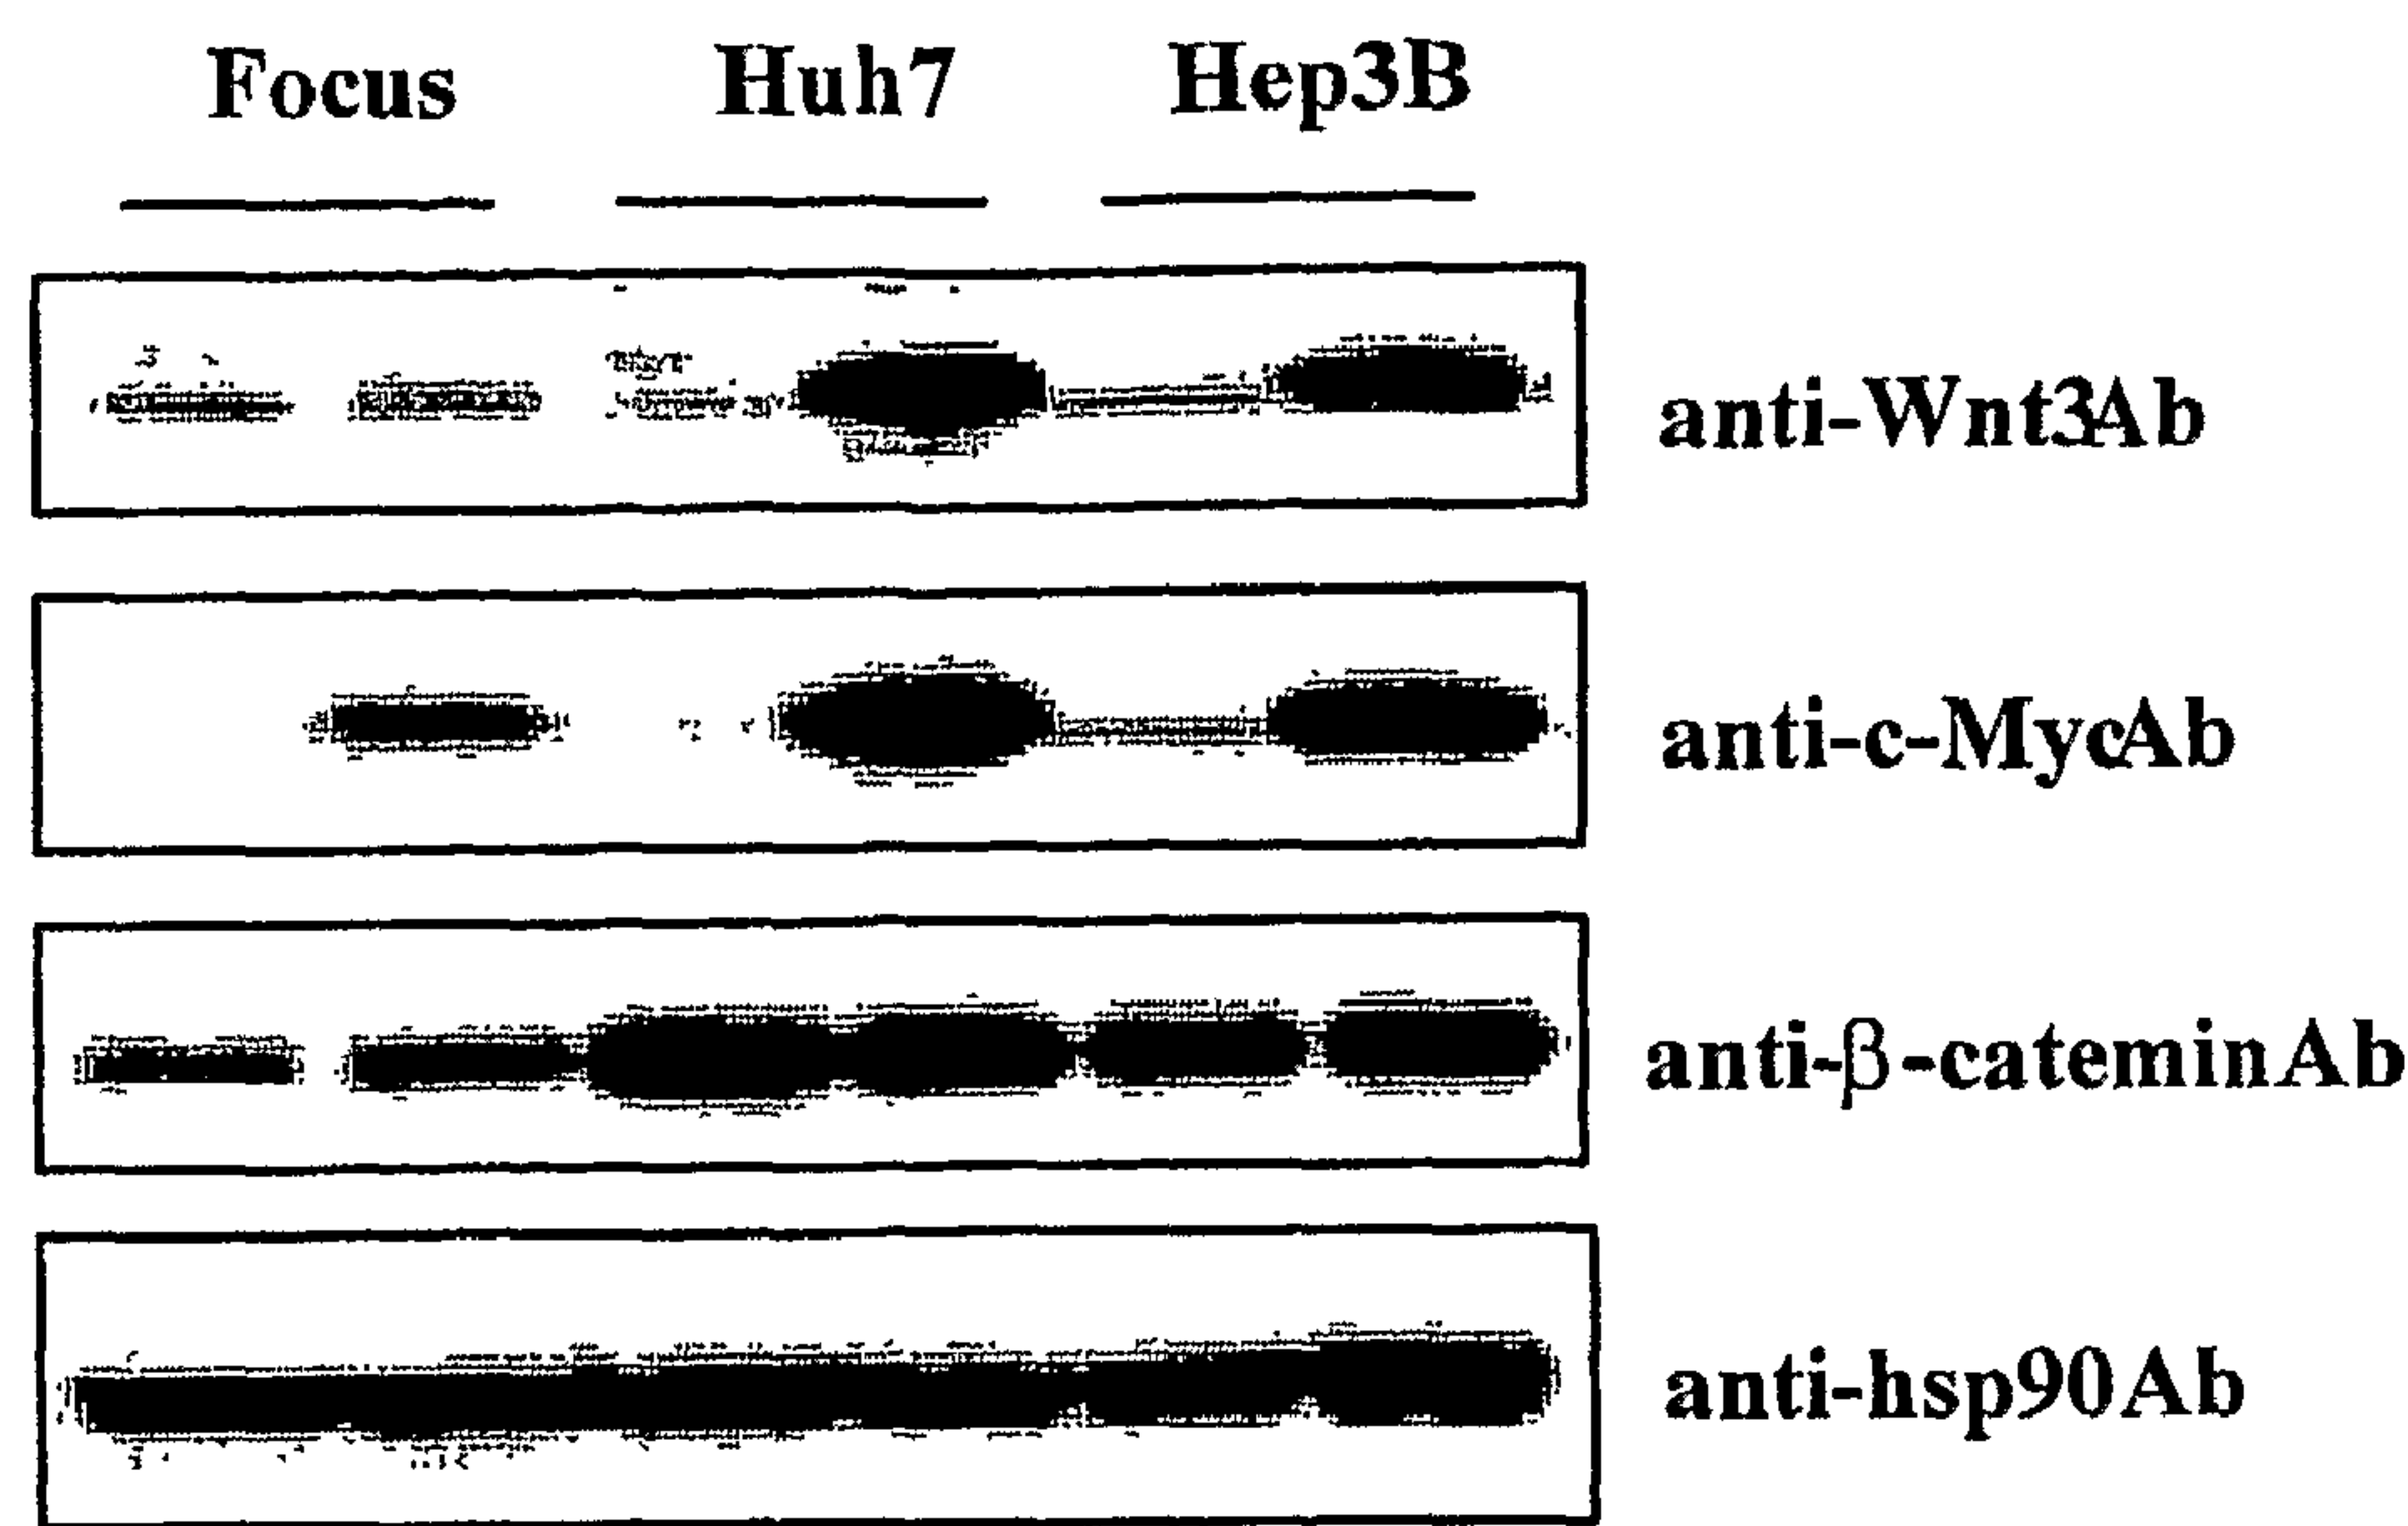 Focus Huh7 Hep3B
anti-Wnt3Ab
anti-c-MycAb
anti-β-cateminAb
anti-hsp90Ab